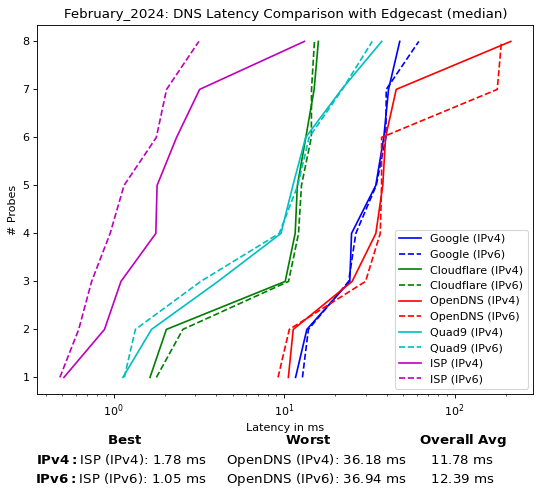 February_2024: DNS Latency Comparison with Edgecast (median)
# Probes
8
7
6
5
4
3
2
1
Google (IPv4)
Google (IPv6)
Cloudflare (IPv4)
Cloudflare (IPv6)
OpenDNS (IPv4)
OpenDNS (IPv6)
Quad9 (IPv4)
Quad9 (IPv6)
ISP (IPv4)
ISP (IPv6)
10⁰ 10¹ 10²
Latency in ms
Best Worst Overall Avg
IPv4: ISP (IPv4): 1.78 ms OpenDNS (IPv4): 36.18 ms 11.78 ms
IPv6: ISP (IPv6): 1.05 ms OpenDNS (IPv6): 36.94 ms 12.39 ms